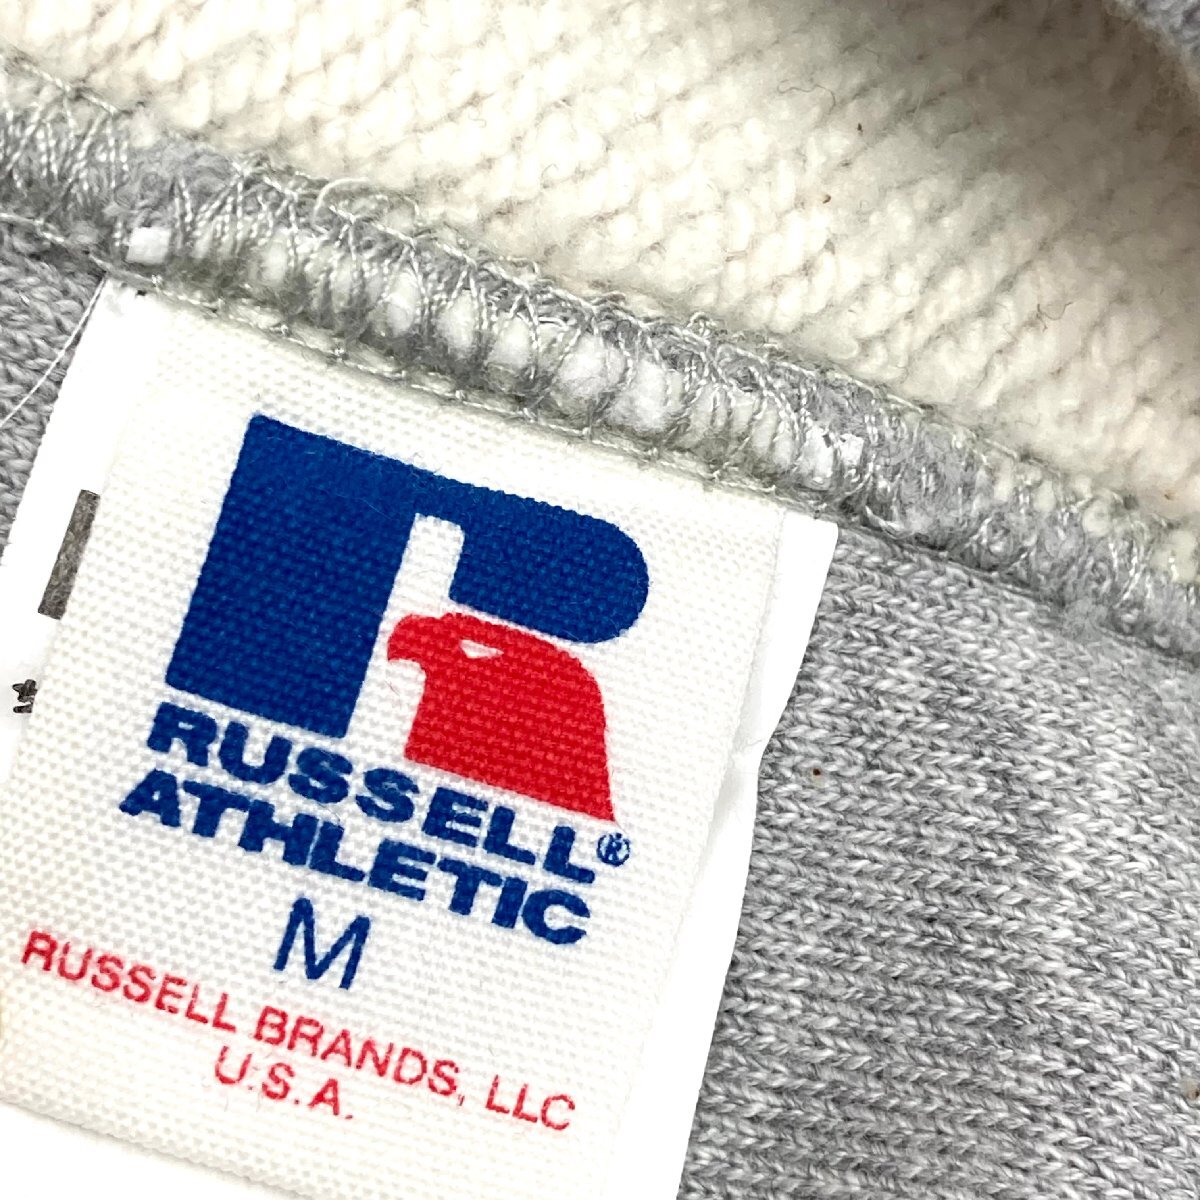 RUSSELL®
ATHLETIC
M
RUSSELL BRANDS, LLC
U.S.A.